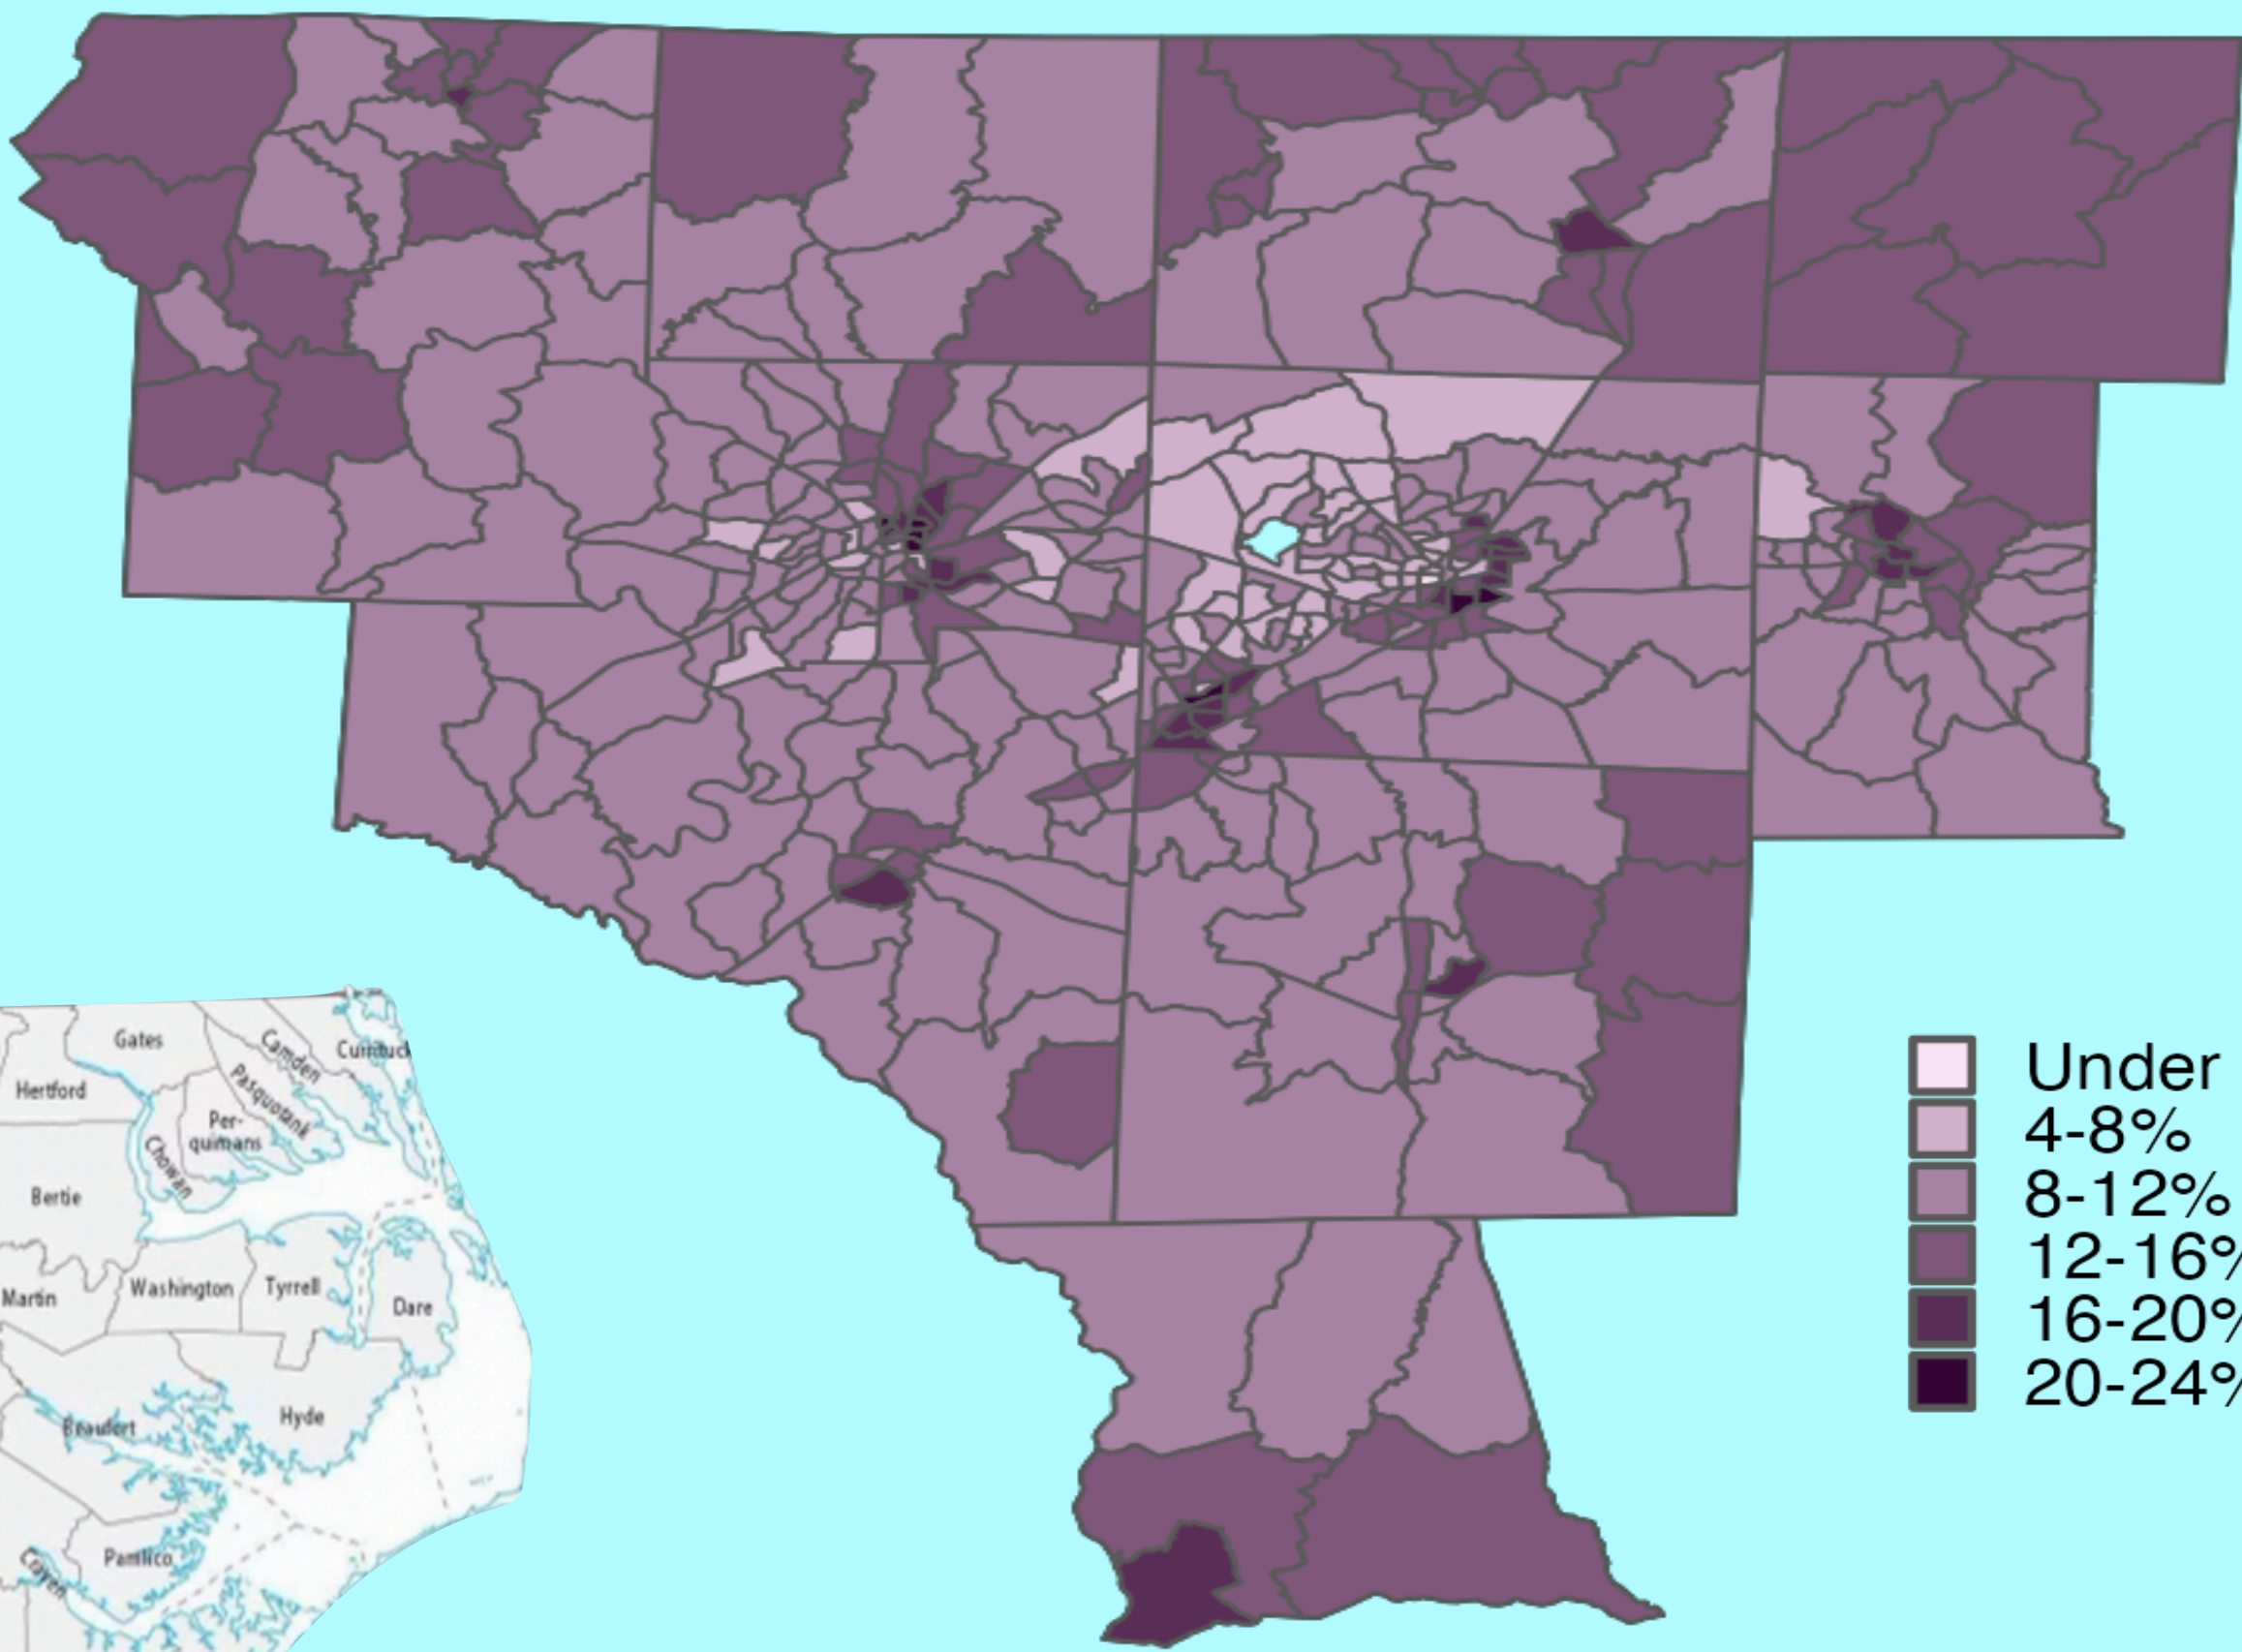 Gates
Camden
Currituck
Hertford
Pasquotank
Per-
quimans
Chowan
Bertie
Martin
Washington
Tyrrell
Dare
Beaufort
Hyde
Craven
Pamlico
Under
4-8%
8-12%
12-16%
16-20%
20-24%